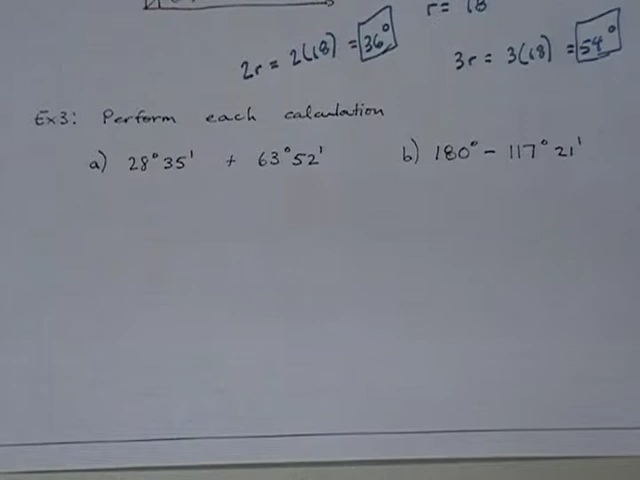 r = 18
2r = 2(18) = 36°
3r = 3(18) = 54°
Ex3: Perform each calculation
a) 28°35' + 63°52'
b) 180° - 117°21'